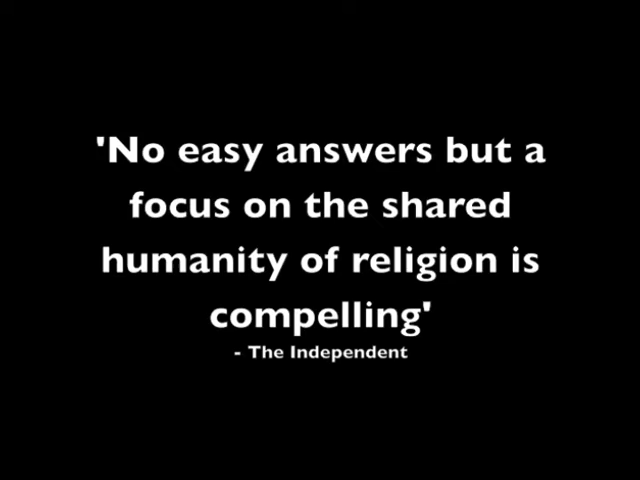 'No easy answers but a
focus on the shared
humanity of religion is
compelling'
- The Independent